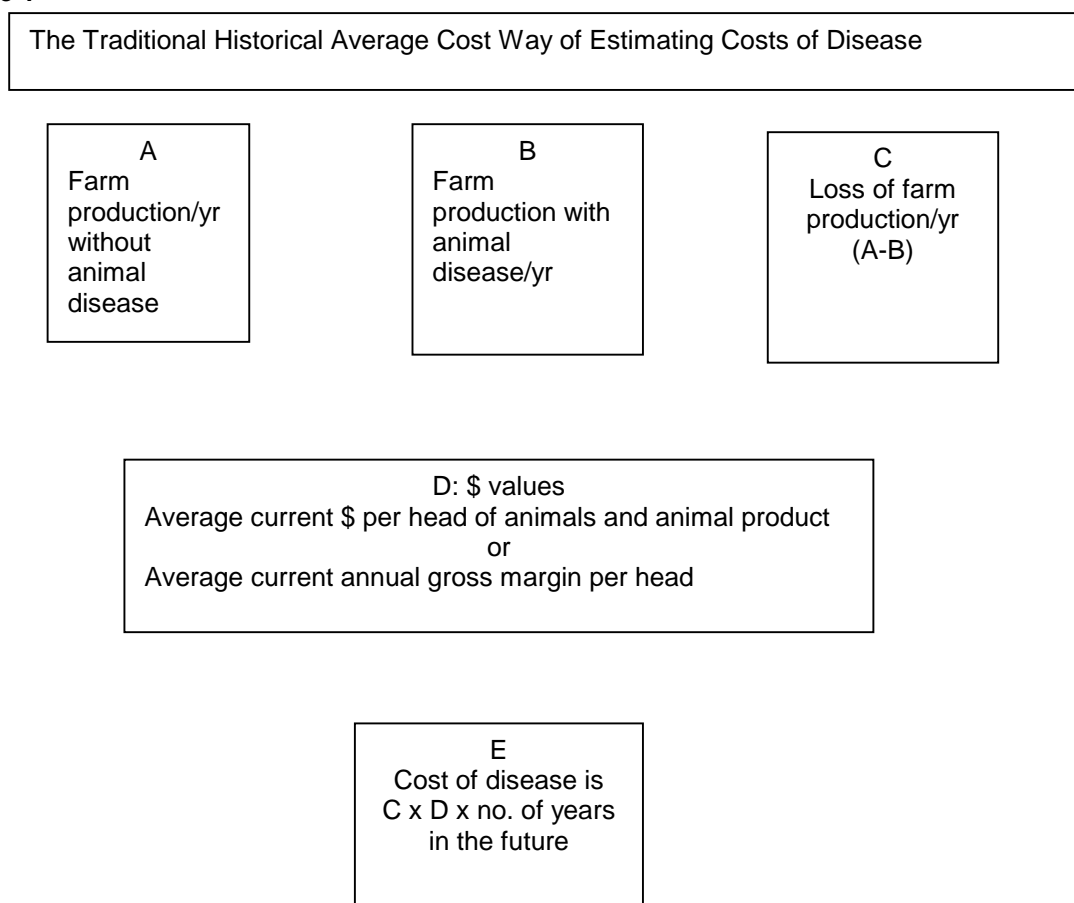 The Traditional Historical Average Cost Way of Estimating Costs of Disease
A
Farm
production/yr
without
animal
disease
B
Farm
production with
animal
disease/yr
C
Loss of farm
production/yr
(A-B)
D: $ values
Average current $ per head of animals and animal product
or
Average current annual gross margin per head
E
Cost of disease is
C x D x no. of years
in the future